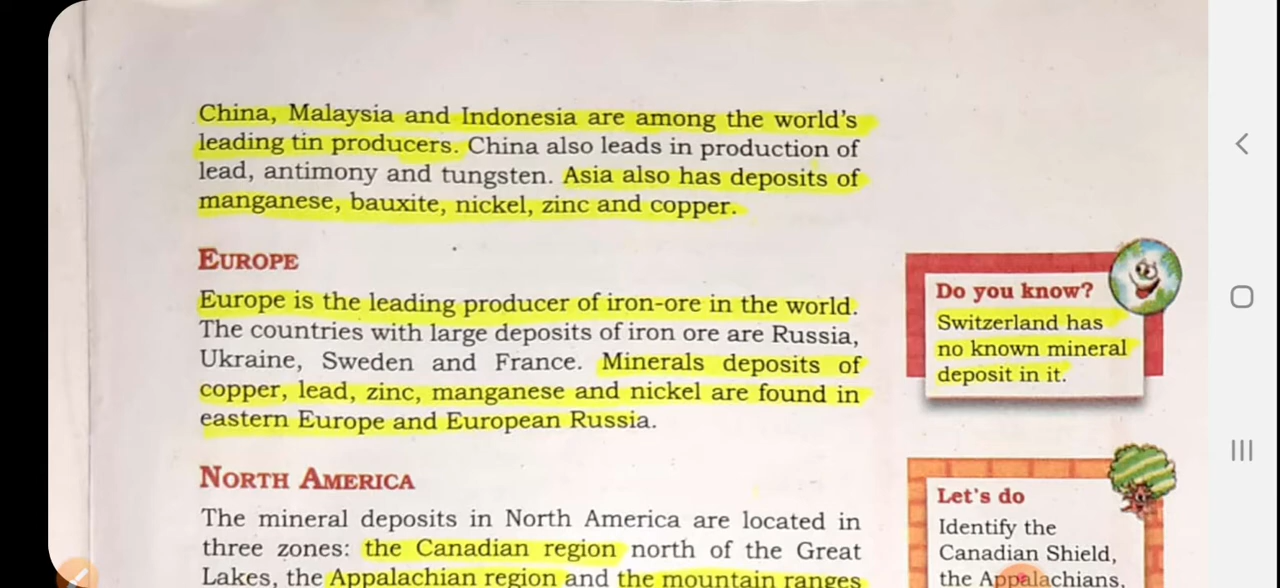 China, Malaysia and Indonesia are among the world's
leading tin producers. China also leads in production of
lead, antimony and tungsten. Asia also has deposits of
manganese, bauxite, nickel, zinc and copper.
EUROPE
Europe is the leading producer of iron-ore in the world.
The countries with large deposits of iron ore are Russia,
Ukraine, Sweden and France. Minerals deposits of
copper, lead, zinc, manganese and nickel are found in
eastern Europe and European Russia.
NORTH AMERICA
The mineral deposits in North America are located in
three zones: the Canadian region north of the Great
Lakes, the Appalachian region and the mountain ranges
Do you know?
Switzerland has
no known mineral
deposit in it.
Let's do
Identify the
Canadian Shield,
the Appalachians,